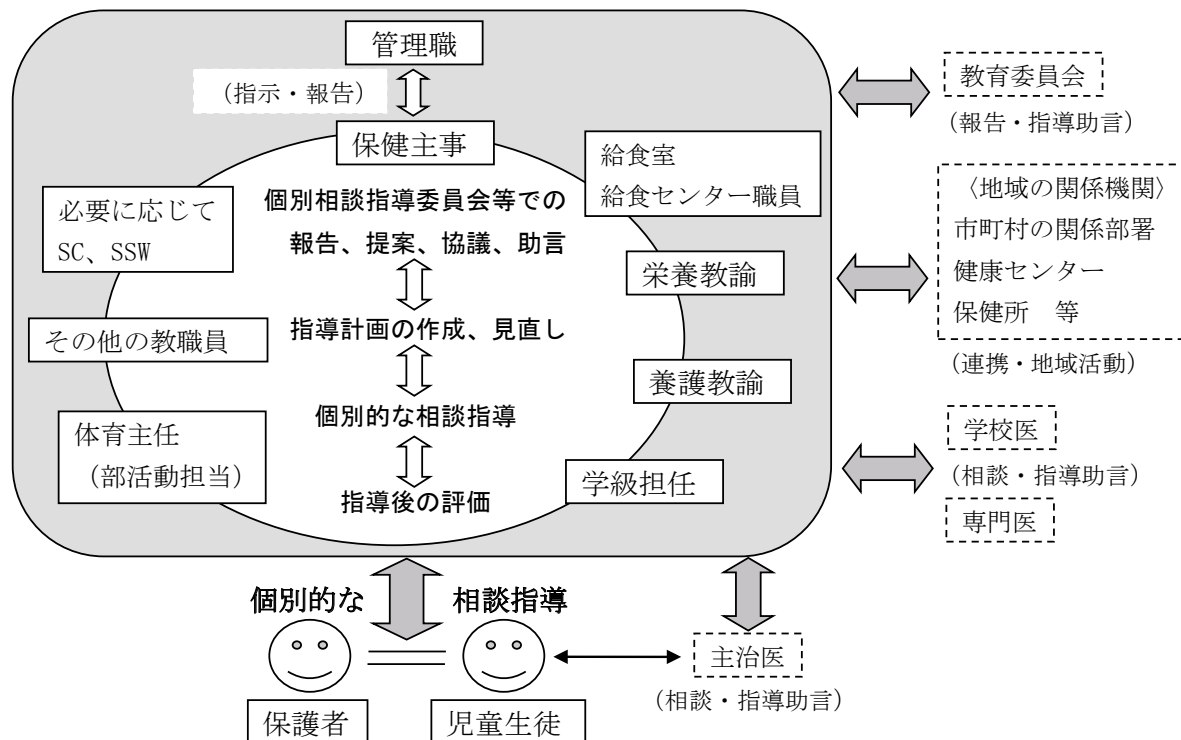 管理職
（指示・報告）
保健主事
給食室
給食センター職員
必要に応じて
SC、SSW
個別相談指導委員会等での
報告、提案、協議、助言
栄養教諭
指導計画の作成、見直し
その他の教職員
養護教諭
個別的な相談指導
体育主任
（部活動担当）
学級担任
指導後の評価
教育委員会
（報告・指導助言）
〈地域の関係機関〉
市町村の関係部署
健康センター
保健所　等
（連携・地域活動）
学校医
（相談・指導助言）
専門医
個別的な　相談指導
主治医
（相談・指導助言）
保護者
児童生徒